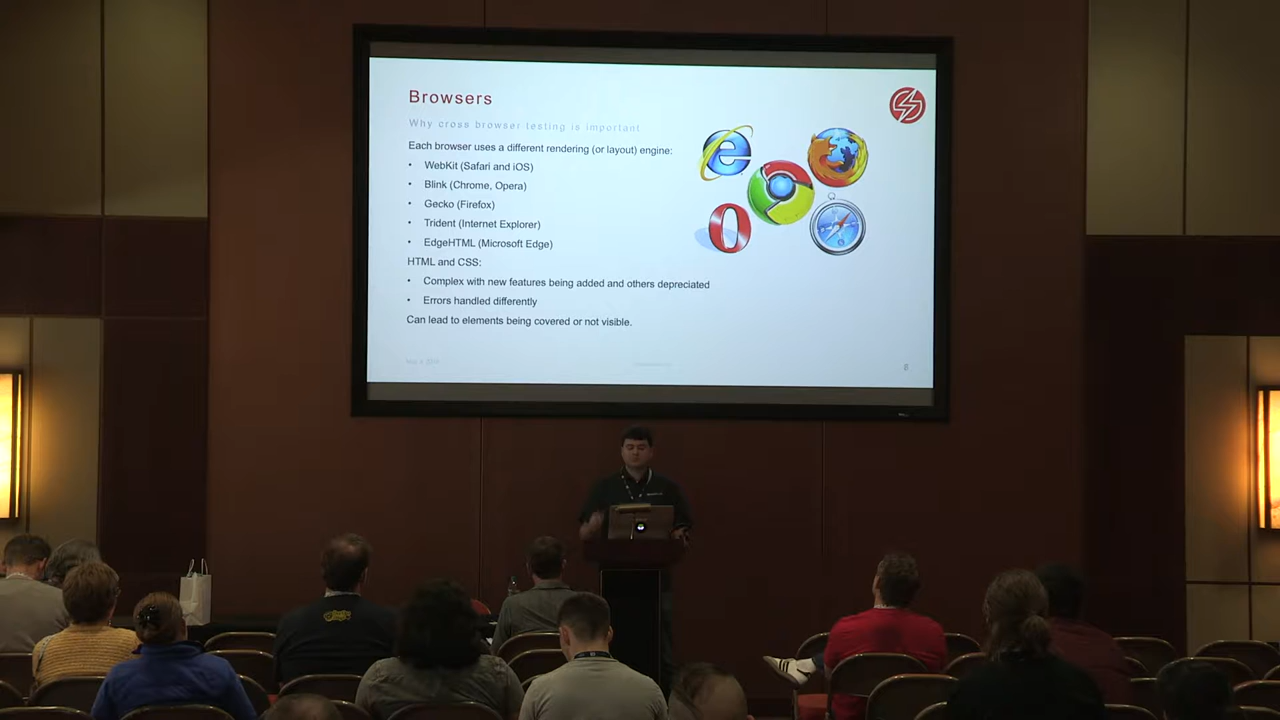 Browsers
Why cross browser testing is important
Each browser uses a different rendering (or layout) engine:
• WebKit (Safari and iOS)
• Blink (Chrome, Opera)
• Gecko (Firefox)
• Trident (Internet Explorer)
• EdgeHTML (Microsoft Edge)
HTML and CSS:
• Complex with new features being added and others depreciated
• Errors handled differently
Can lead to elements being covered or not visible.
8